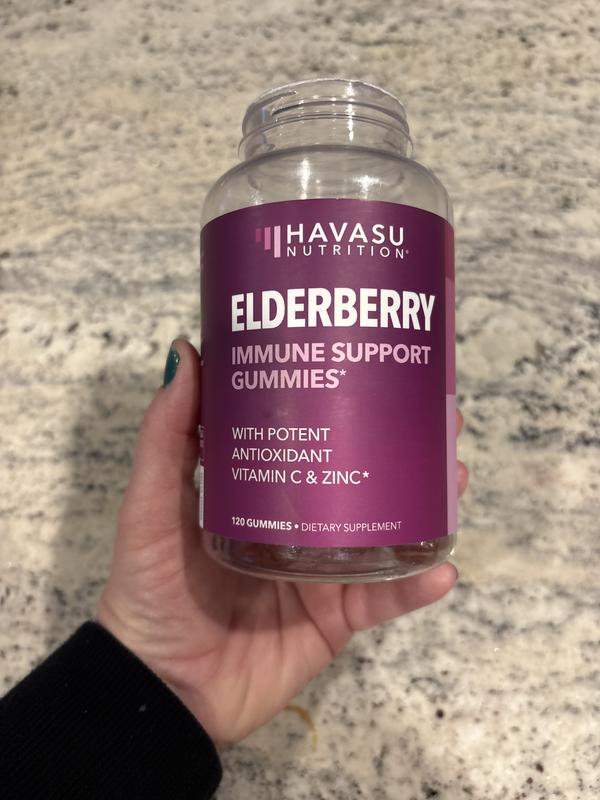 HAVASU
NUTRITION®
ELDERBERRY
IMMUNE SUPPORT
GUMMIES*
WITH POTENT
ANTIOXIDANT
VITAMIN C & ZINC*
120 GUMMIES • DIETARY SUPPLEMENT